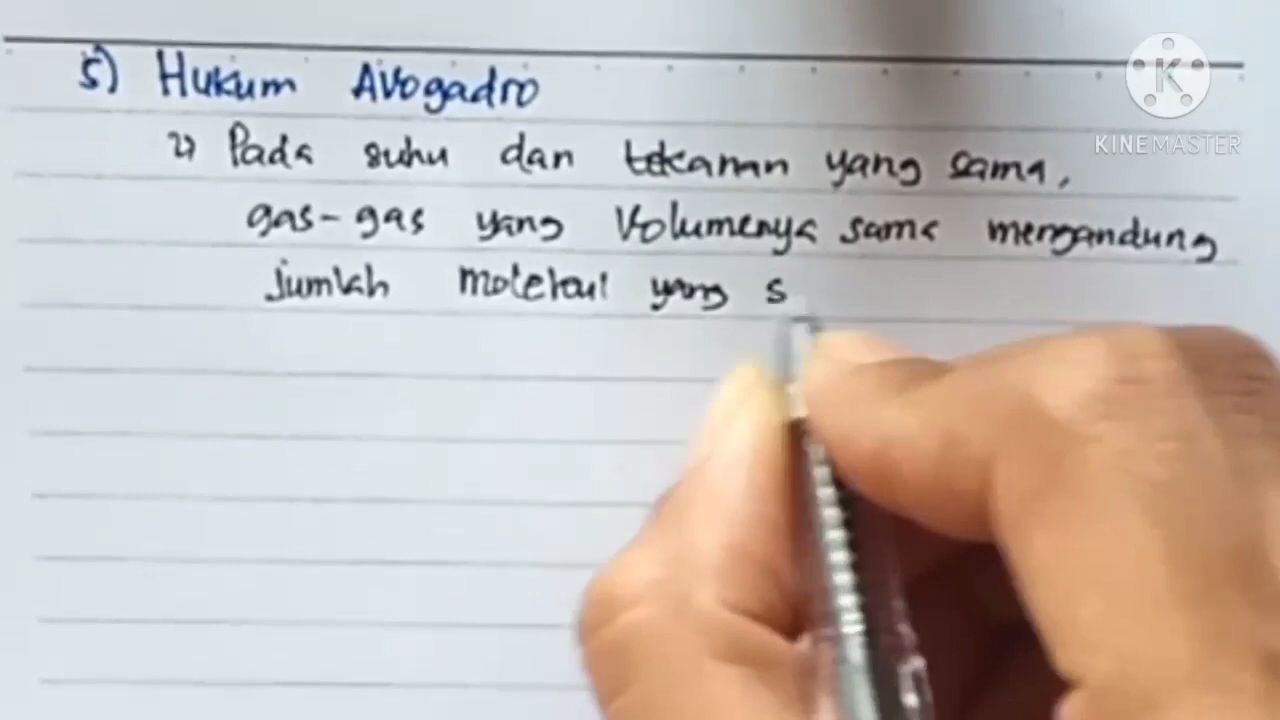 5) Hukum Avogadro
↳ Pada suhu dan tekanan yang sama,
gas-gas yang Volumenya sama mengandung
jumlah molekul yang s
KINEMASTER